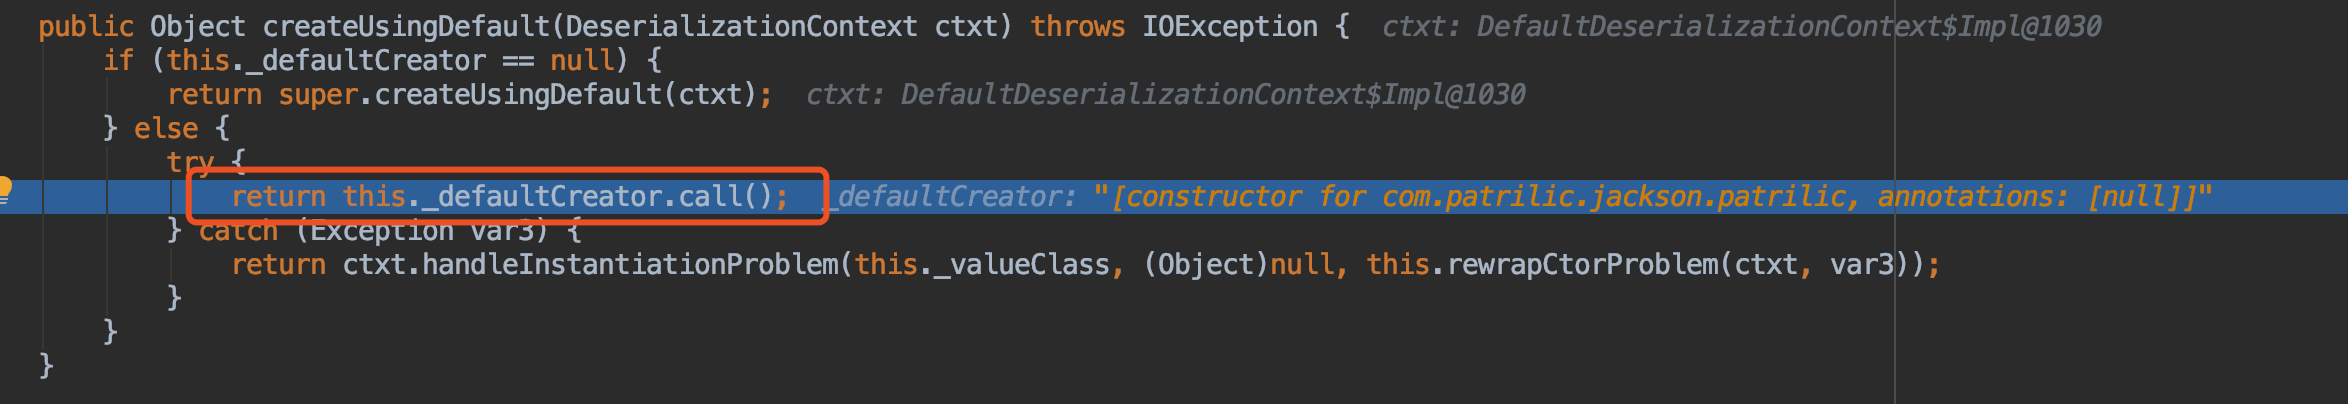 public Object createUsingDefault(DeserializationContext ctxt) throws IOException {  ctxt: DefaultDeserializationContext$Impl@1030
    if (this._defaultCreator == null) {
        return super.createUsingDefault(ctxt);  ctxt: DefaultDeserializationContext$Impl@1030
    } else {
        try {
            return this._defaultCreator.call();  _defaultCreator: "[constructor for com.patrilic.jackson.patrilic, annotations: [null]]"
        } catch (Exception var3) {
            return ctxt.handleInstantiationProblem(this._valueClass, (Object)null, this.rewrapCtorProblem(ctxt, var3));
        }
    }
}